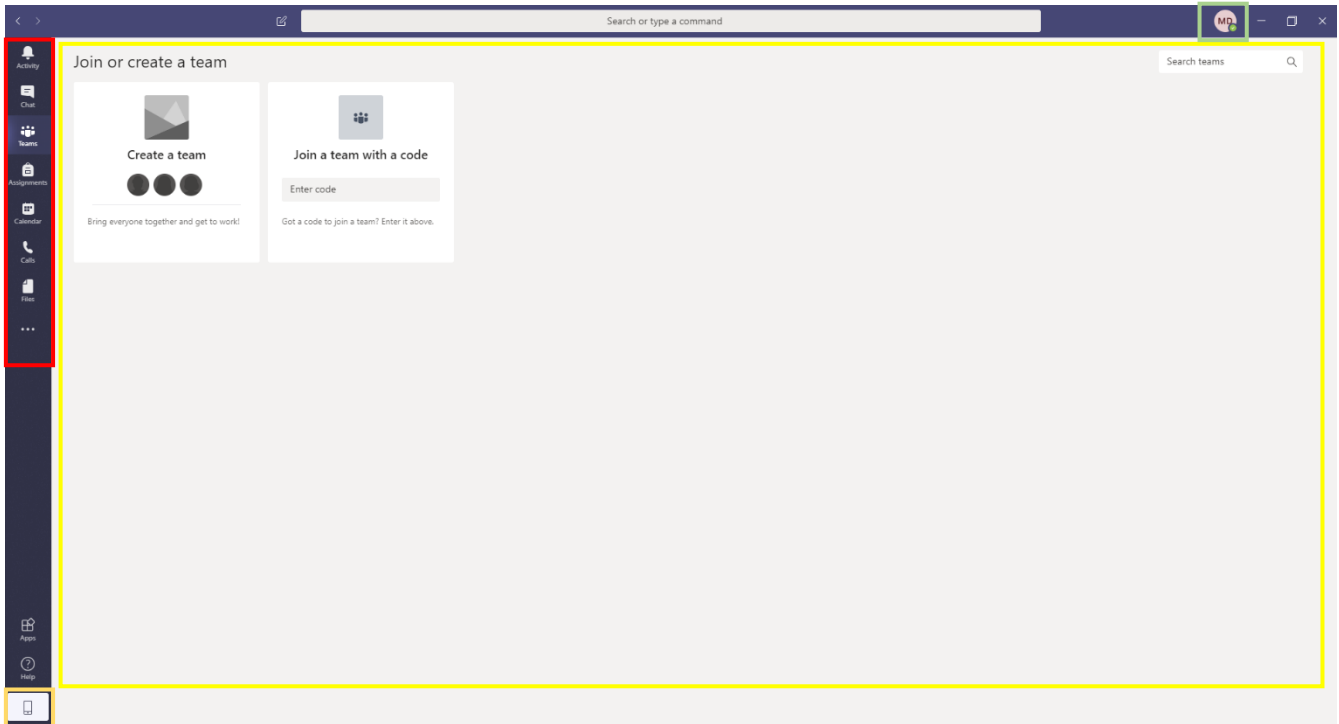 Search or type a command
MD
Activity
Chat
Teams
Assignments
Calendar
Calls
Files
Apps
Help
Join or create a team
Search teams
Create a team
Bring everyone together and get to work!
Join a team with a code
Enter code
Got a code to join a team? Enter it above.